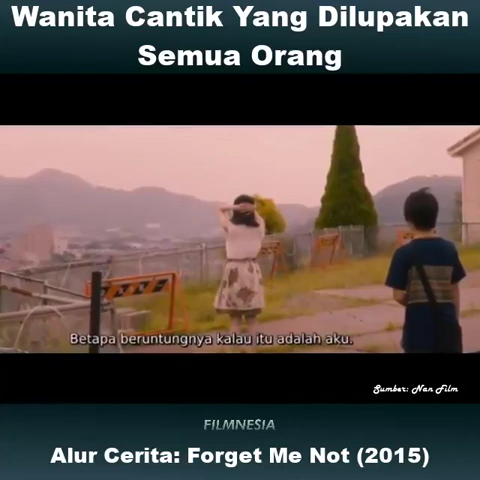 Wanita Cantik Yang Dilupakan
Semua Orang
Betapa beruntungnya kalau itu adalah aku.
Sumber: Nan Film
FILMNESIA
Alur Cerita: Forget Me Not (2015)